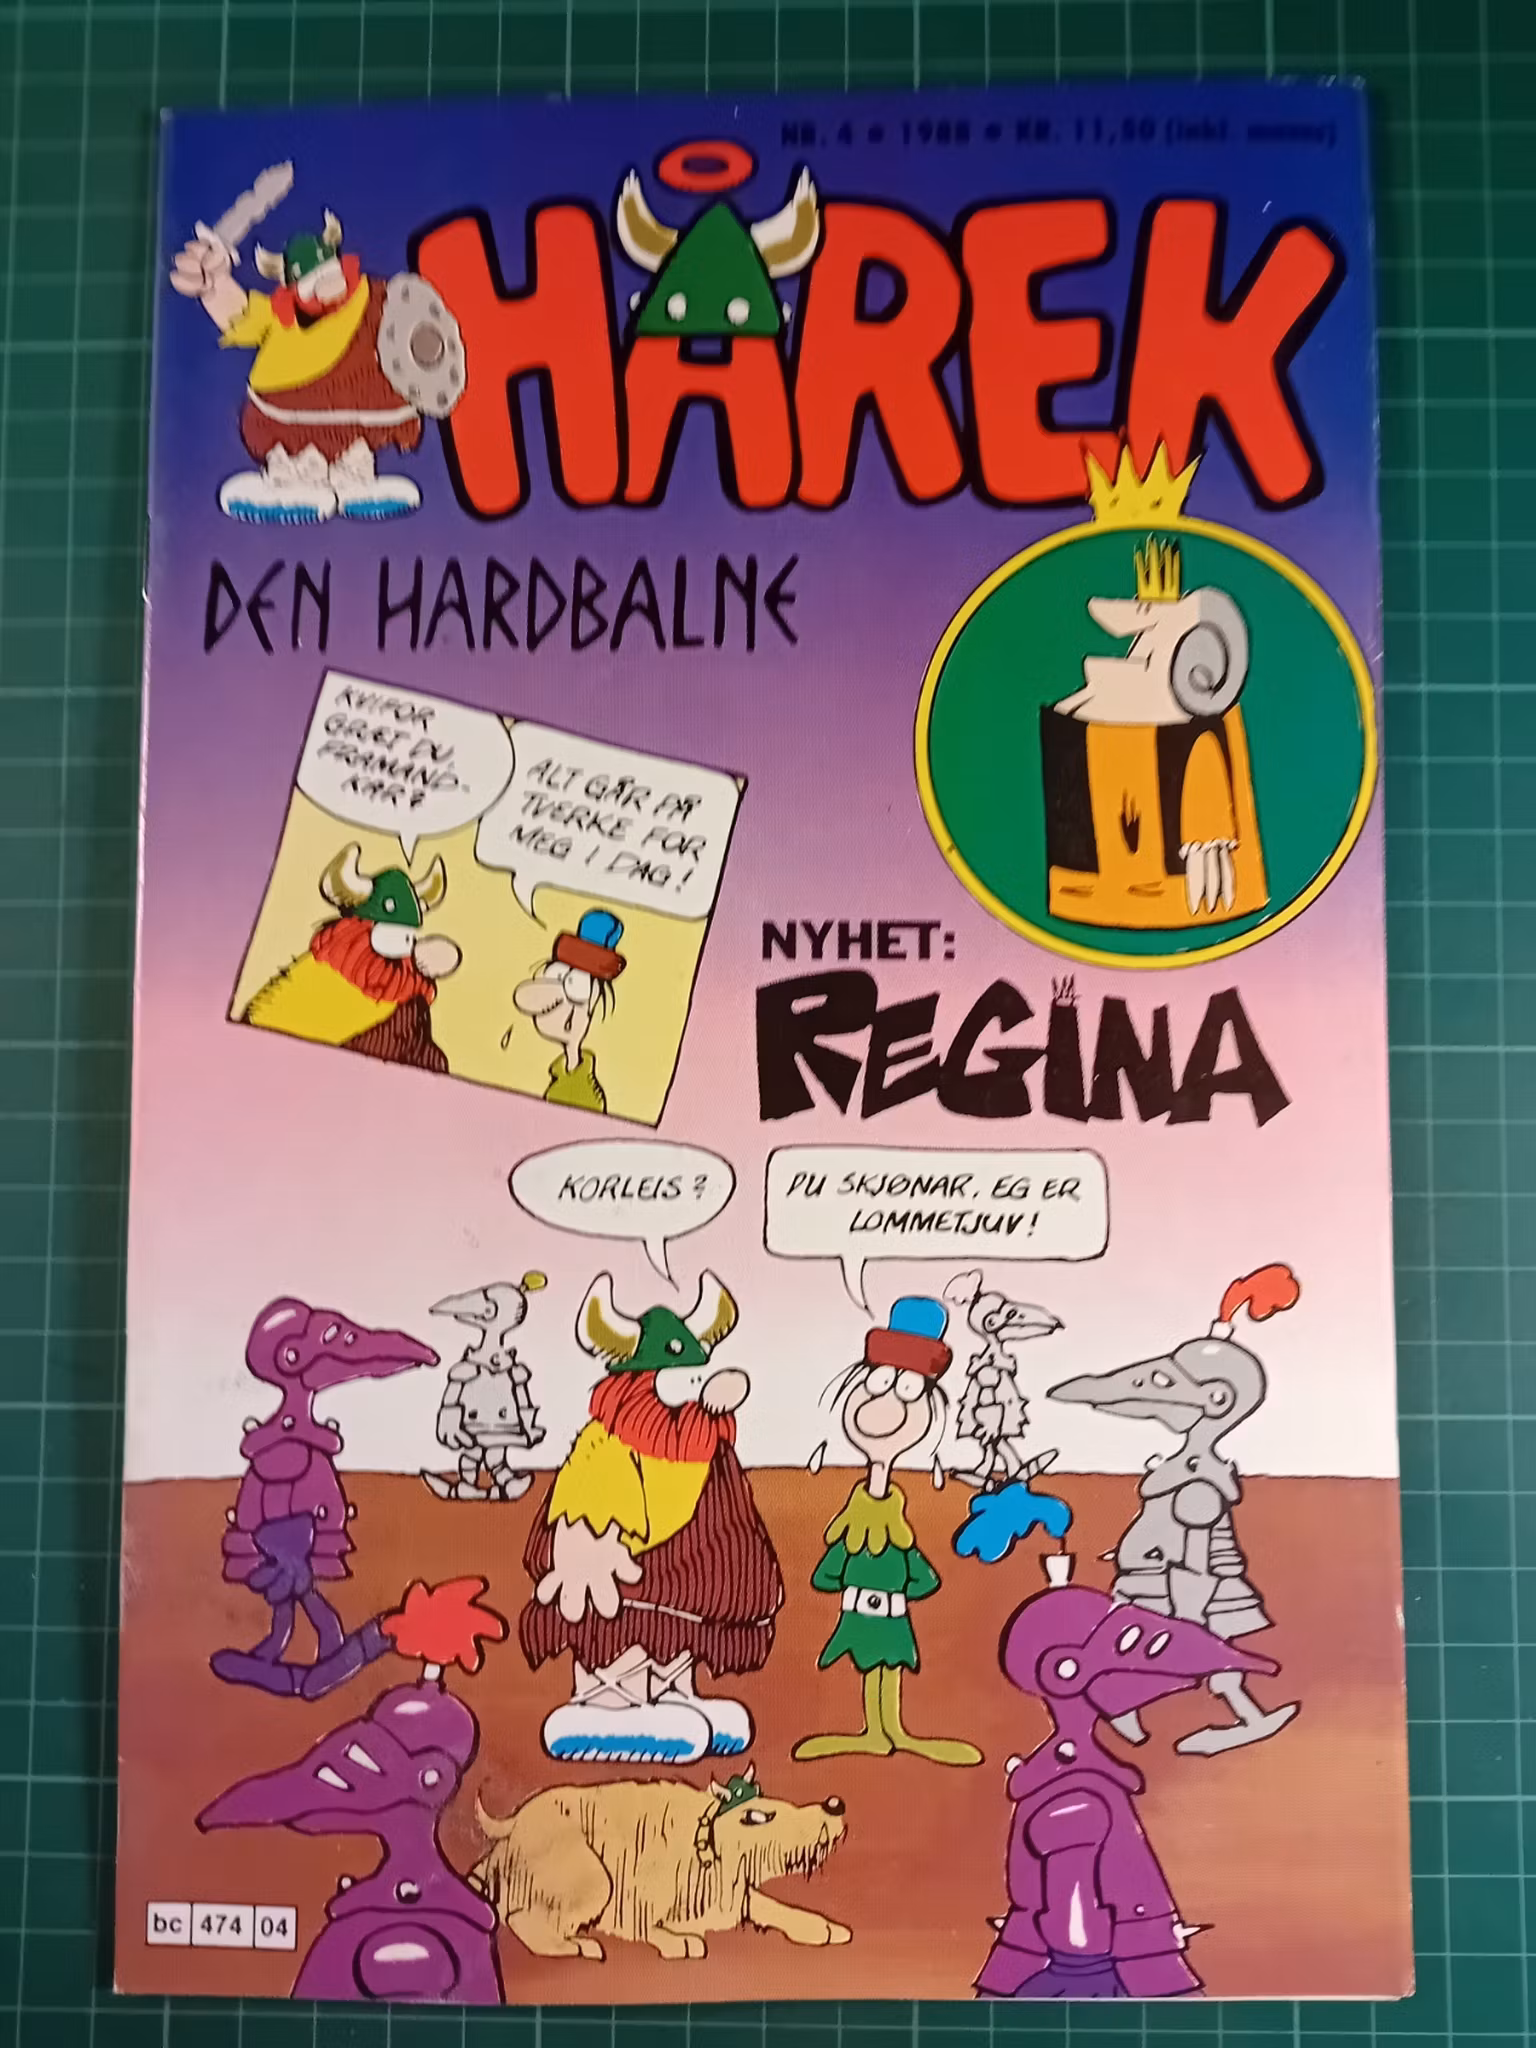 NR. 4 • 1988 • KR. 11,50 (inkl. moms)
HÅREK
DEN HARDBALNE
KVIFOR
GRÆT DU,
FRAMAND-
KAR?
ALT GÅR PÅ
TVERKE FOR
MEG I DAG!
NYHET:
REGINA
KORLEIS?
DU SKJØNAR, EG ER
LOMMETJUV!
bc 474 04